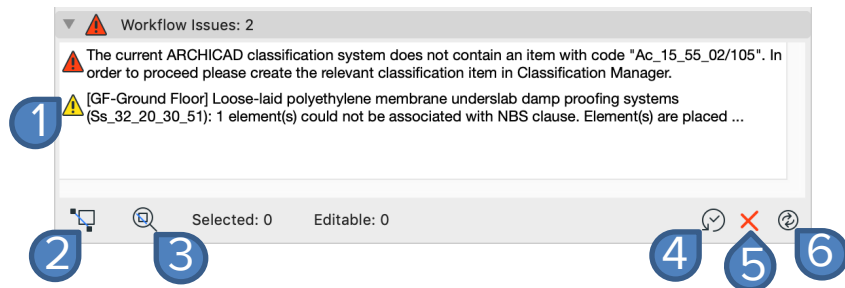 Workflow Issues: 2
The current ARCHICAD classification system does not contain an item with code "Ac_15_55_02/105". In
order to proceed please create the relevant classification item in Classification Manager.
[GF-Ground Floor] Loose-laid polyethylene membrane underslab damp proofing systems
(Ss_32_20_30_51): 1 element(s) could not be associated with NBS clause. Element(s) are placed ...
1
Selected: 0 Editable: 0
2 3 4 5 6